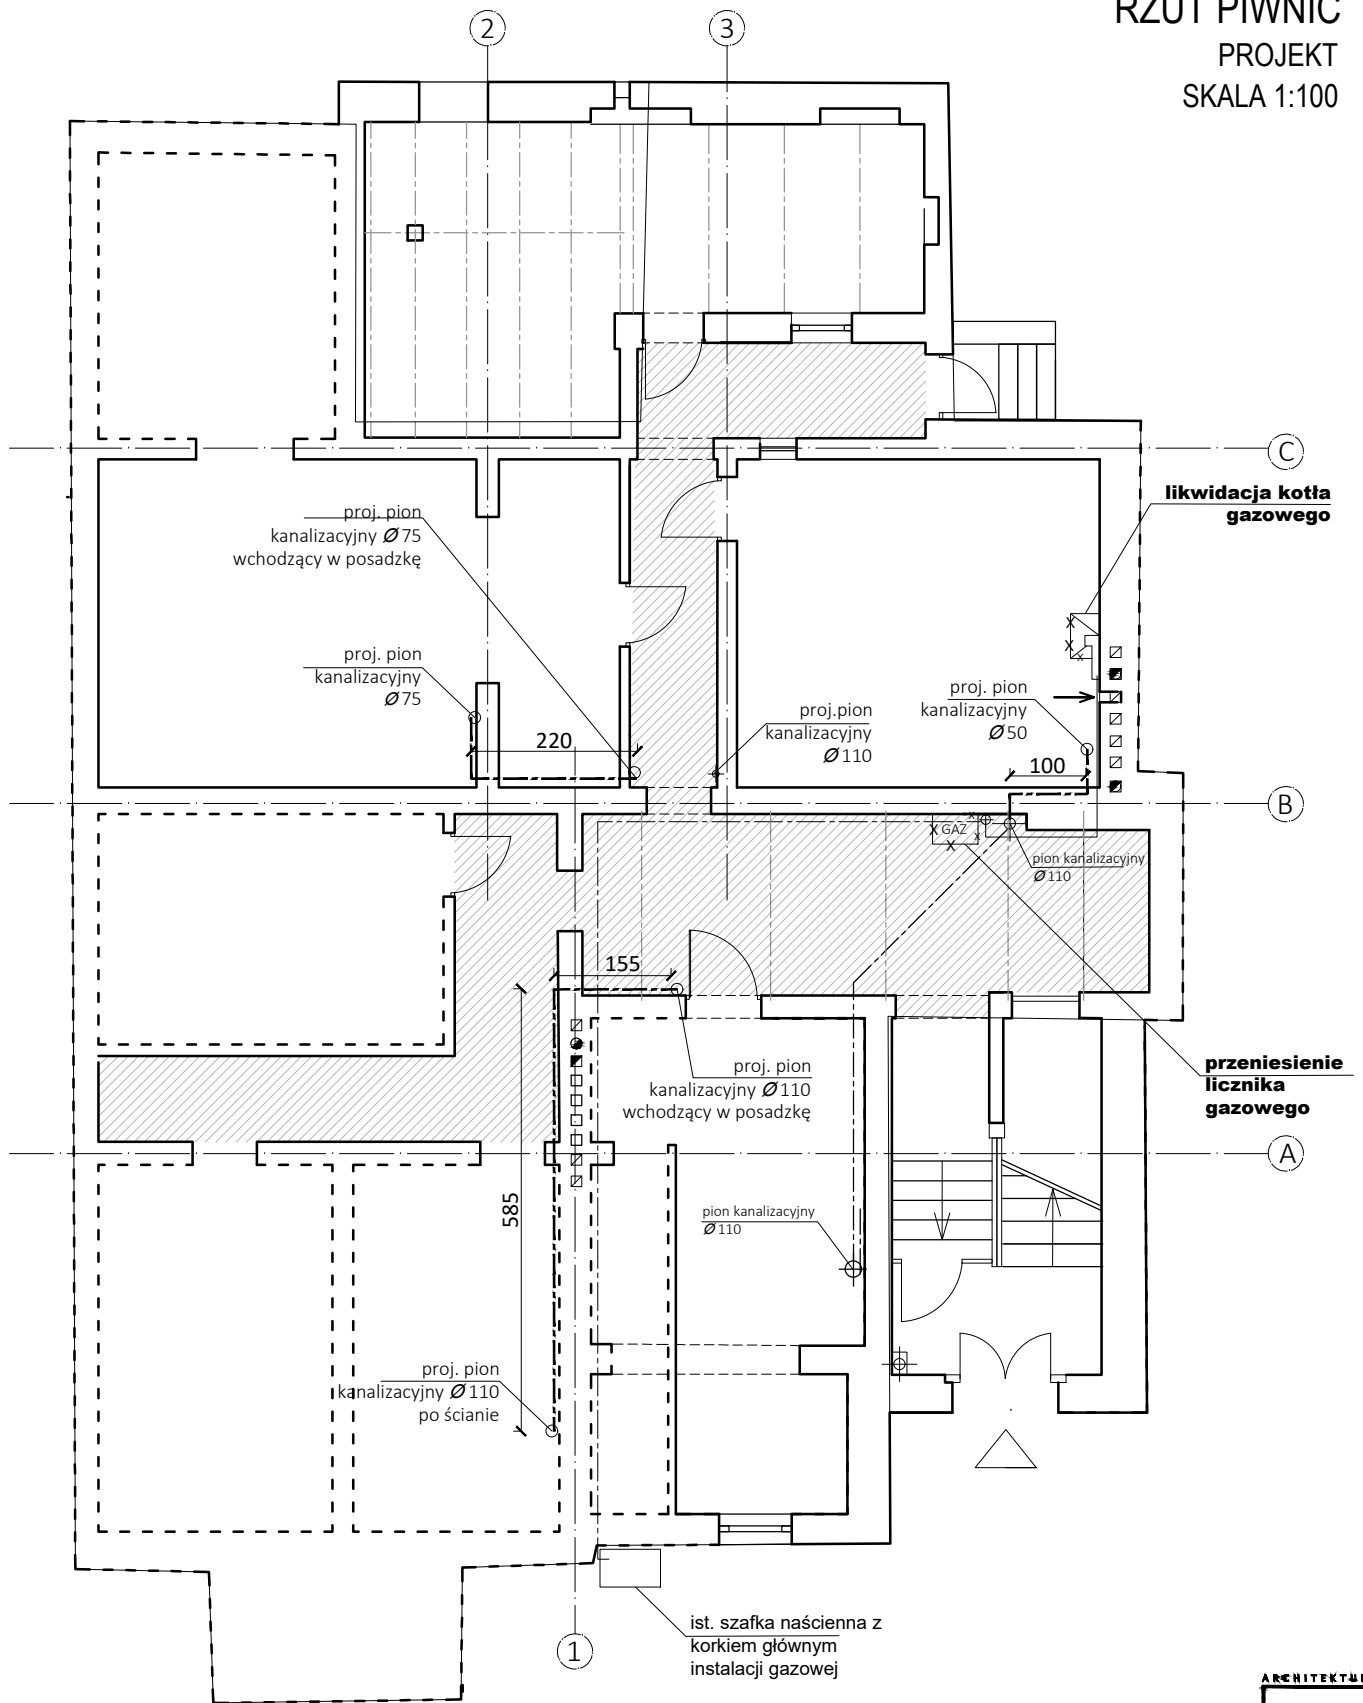 RZUT PIWNIC
PROJEKT
SKALA 1:100
2
3
C
likwidacja kotła
gazowego
proj. pion
kanalizacyjny Ø75
wchodzący w posadzkę
proj. pion
kanalizacyjny
Ø75
220
proj.pion
kanalizacyjny
Ø110
proj. pion
kanalizacyjny
Ø50
100
B
GAZ
pion kanalizacyjny
Ø110
155
proj. pion
kanalizacyjny Ø110
wchodzący w posadzkę
przeniesienie
licznika
gazowego
A
585
pion kanalizacyjny
Ø110
proj. pion
kanalizacyjny Ø110
po ścianie
1
ist. szafka naścienna z
korkiem głównym
instalacji gazowej